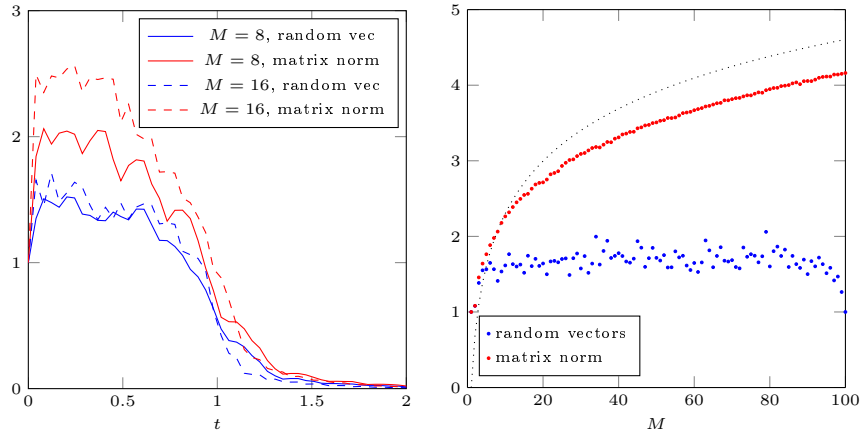 3
2
1
0
0
0.5
1
1.5
2
t
M = 8, random vec
M = 8, matrix norm
M = 16, random vec
M = 16, matrix norm
5
4
3
2
1
0
0
20
40
60
80
100
M
random vectors
matrix norm